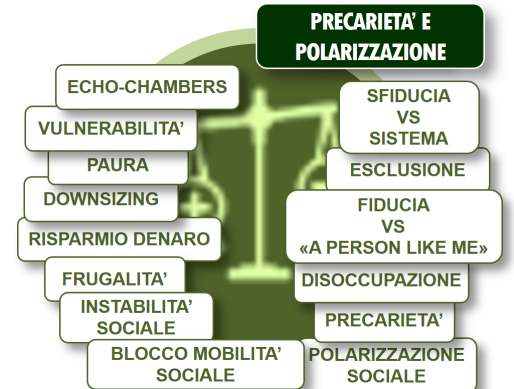 PRECARIETA' E
POLARIZZAZIONE
ECHO-CHAMBERS
VULNERABILITA'
PAURA
DOWNSIZING
RISPARMIO DENARO
FRUGALITA'
INSTABILITA'
SOCIALE
BLOCCO MOBILITA'
SOCIALE
SFIDUCIA
VS
SISTEMA
ESCLUSIONE
FIDUCIA
VS
«A PERSON LIKE ME»
DISOCCUPAZIONE
PRECARIETA'
POLARIZZAZIONE
SOCIALE